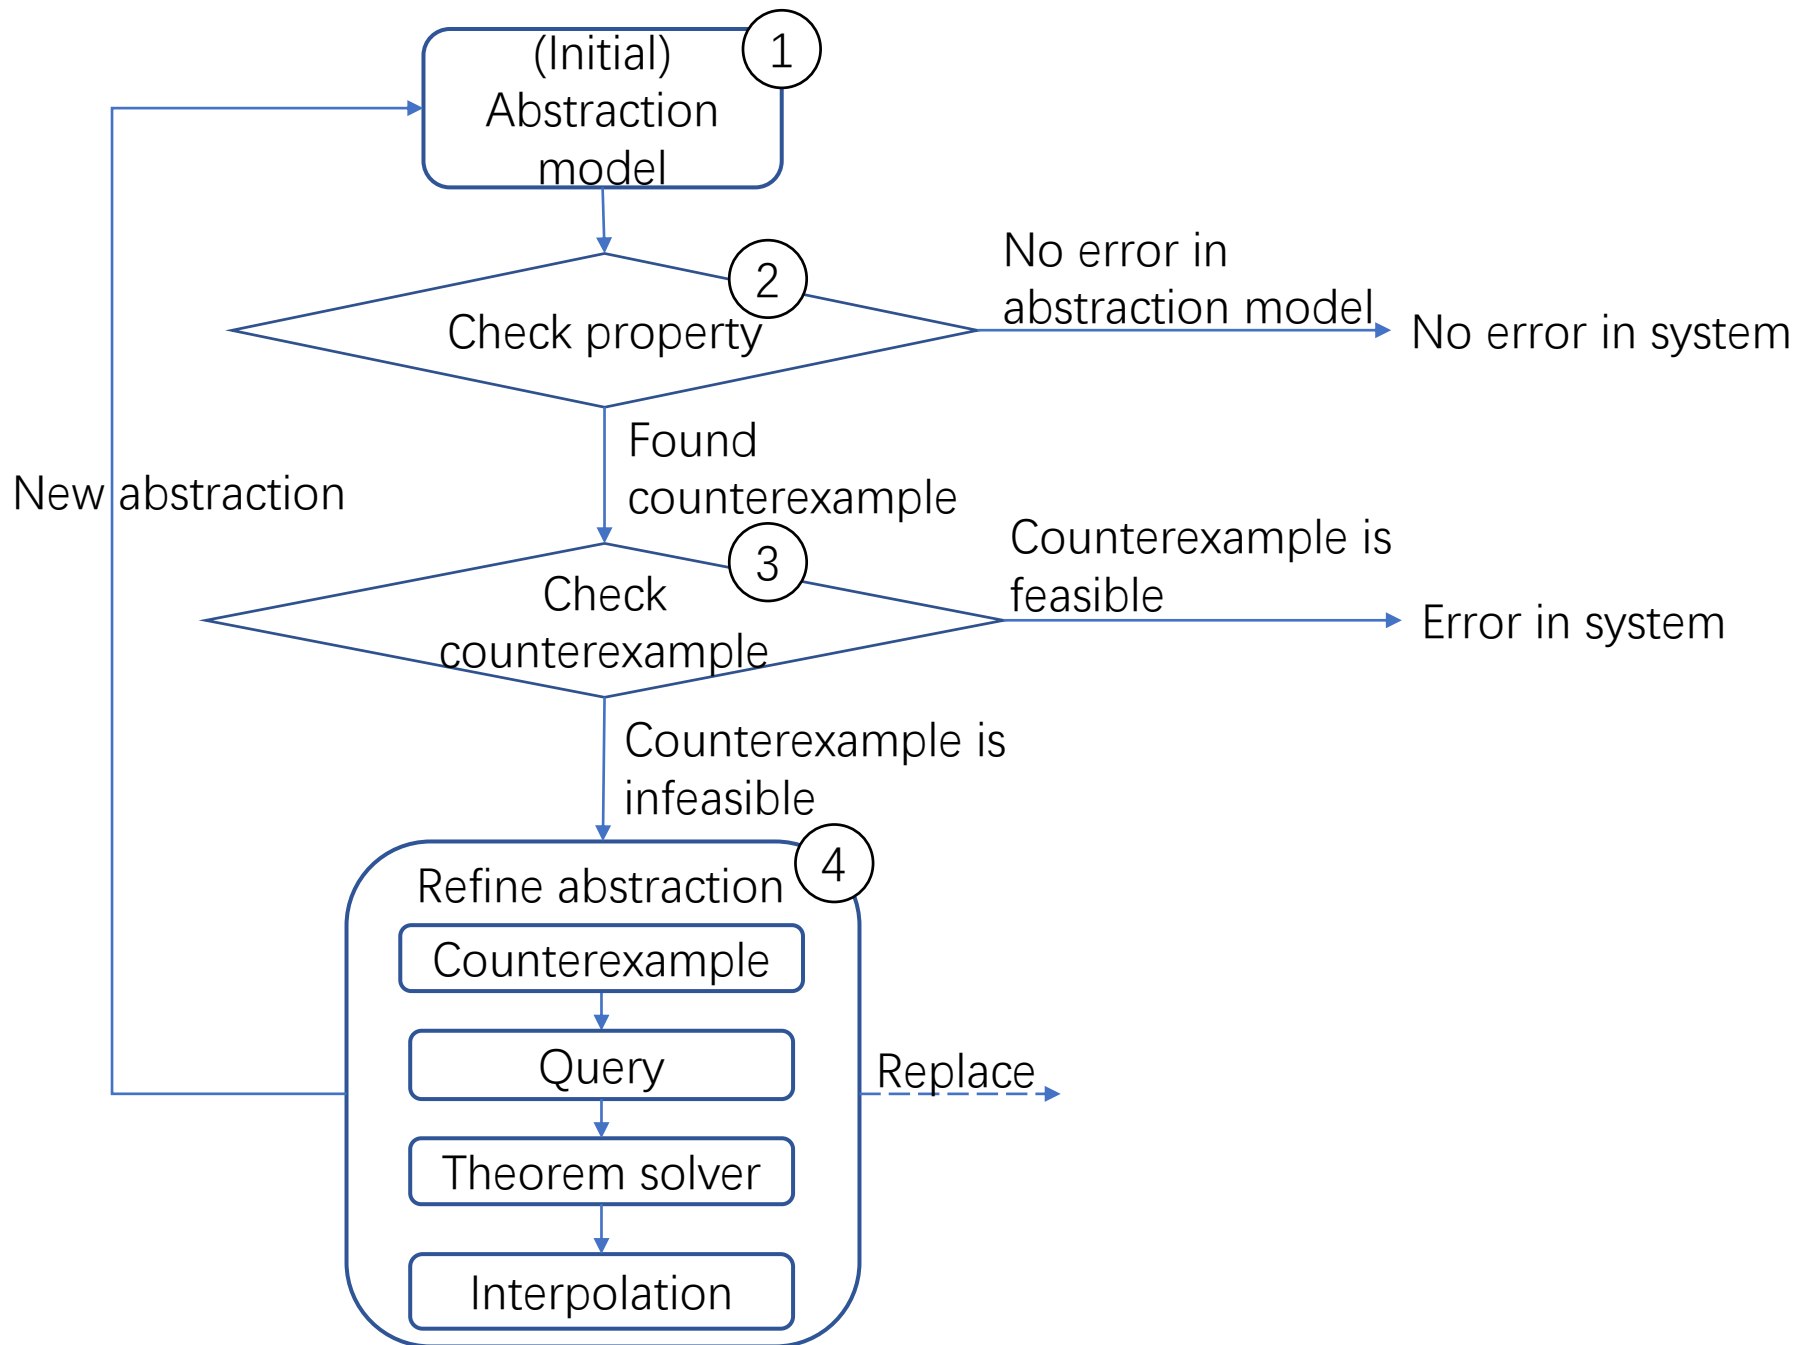 (Initial)
Abstraction
model
1
2
Check property
No error in
abstraction model
No error in system
Found
counterexample
New abstraction
3
Check
counterexample
Counterexample is
feasible
Error in system
Counterexample is
infeasible
4
Refine abstraction
Counterexample
Query
Replace
Theorem solver
Interpolation